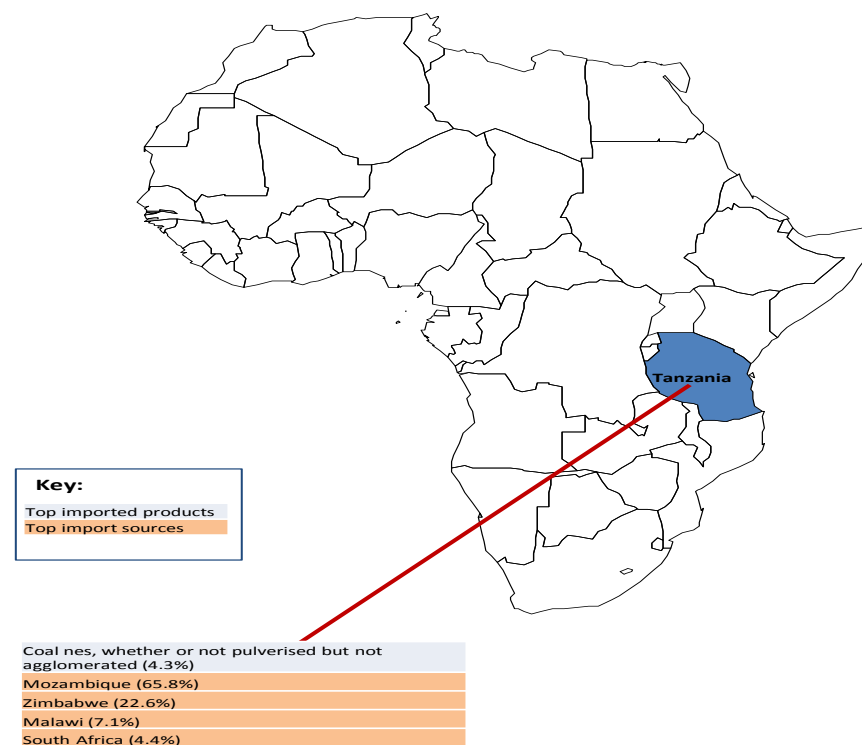 Tanzania
Key:
Top imported products
Top import sources
Coal nes, whether or not pulverised but not
agglomerated (4.3%)
Mozambique (65.8%)
Zimbabwe (22.6%)
Malawi (7.1%)
South Africa (4.4%)